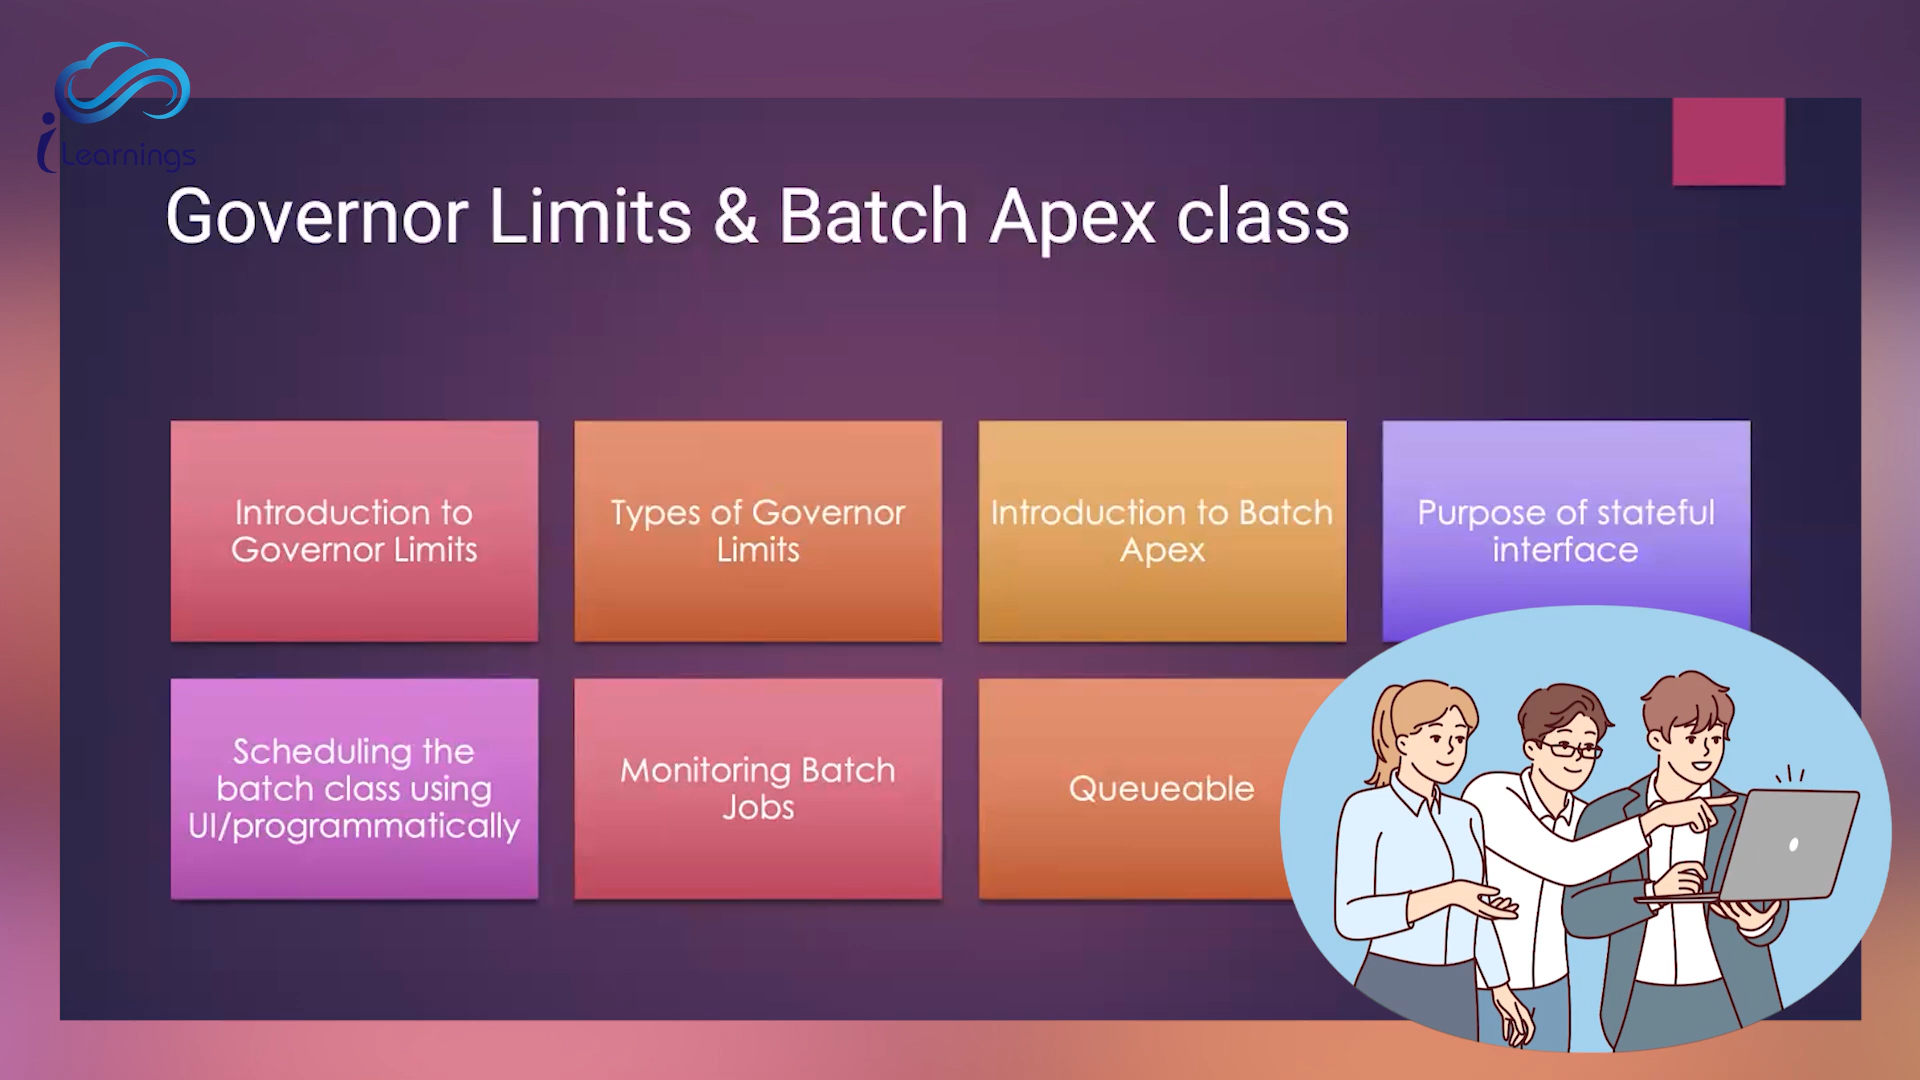 iLearnings
Governor Limits & Batch Apex class
Introduction to
Governor Limits
Types of Governor
Limits
Introduction to Batch
Apex
Purpose of stateful
interface
Scheduling the
batch class using
UI/programmatically
Monitoring Batch
Jobs
Queueable